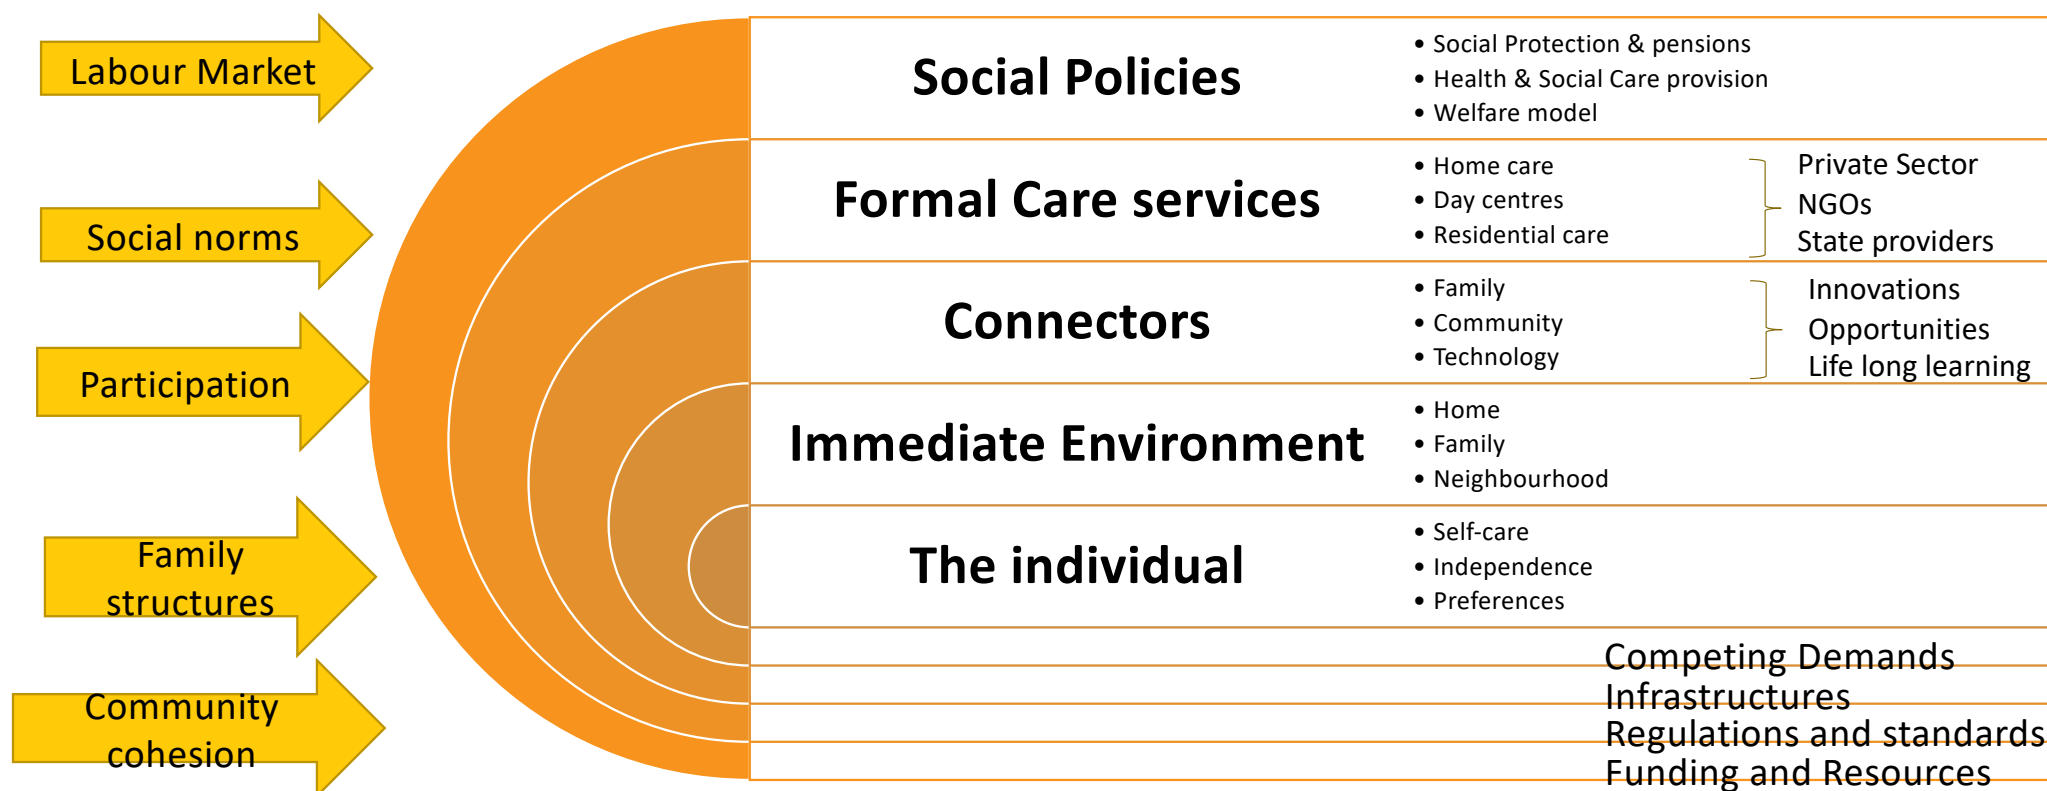 Labour Market
Social norms
Participation
Family
structures
Community
cohesion
Social Policies
• Social Protection & pensions
• Health & Social Care provision
• Welfare model
Formal Care services
• Home care
• Day centres
• Residential care
Private Sector
NGOs
State providers
Connectors
• Family
• Community
• Technology
Innovations
Opportunities
Life long learning
Immediate Environment
• Home
• Family
• Neighbourhood
The individual
• Self-care
• Independence
• Preferences
Competing Demands
Infrastructures
Regulations and standards
Funding and Resources